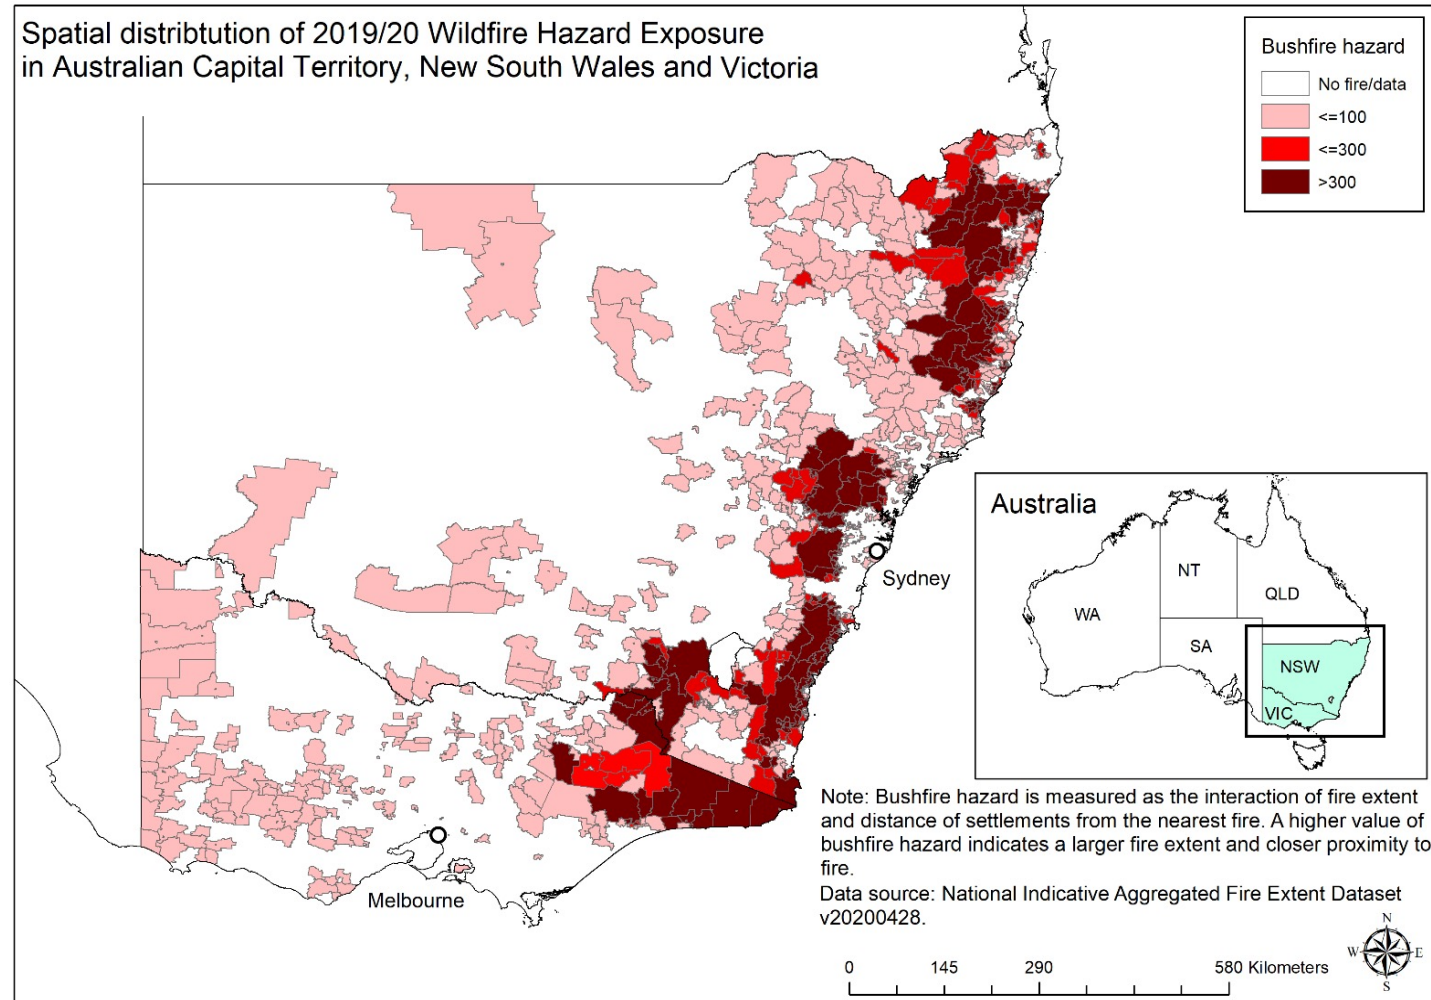 Spatial distribtution of 2019/20 Wildfire Hazard Exposure
in Australian Capital Territory, New South Wales and Victoria
Bushfire hazard
No fire/data
<=100
<=300
>300
Sydney
Melbourne
Australia
NT
QLD
WA
SA
NSW
VIC
Note: Bushfire hazard is measured as the interaction of fire extent
and distance of settlements from the nearest fire. A higher value of
bushfire hazard indicates a larger fire extent and closer proximity to
fire.
Data source: National Indicative Aggregated Fire Extent Dataset
v20200428.
0 145 290 580 Kilometers
N
W E
S